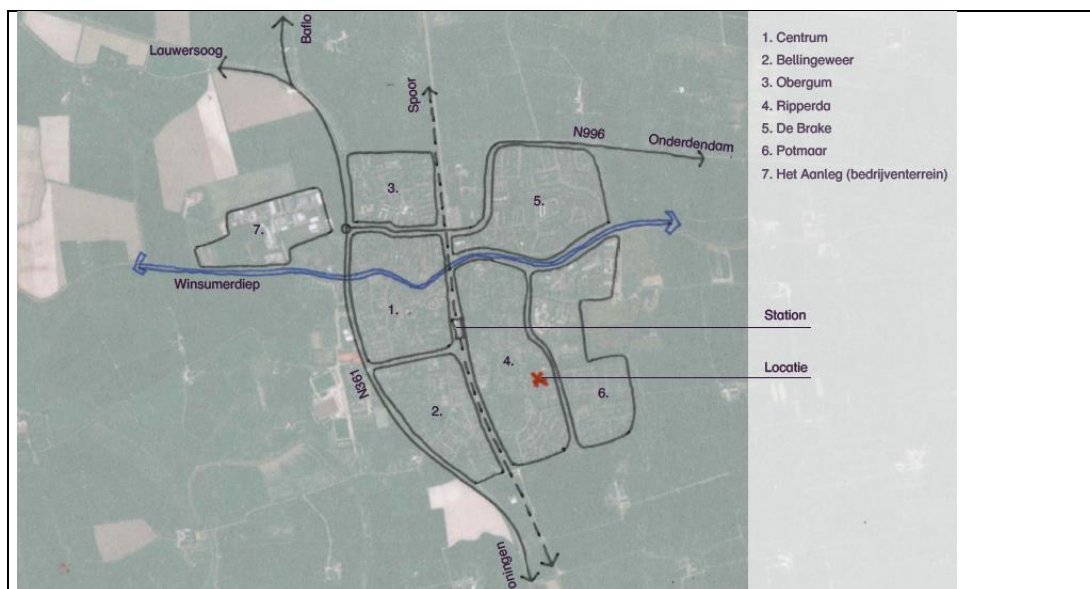 Baflo
Lauwersoog
Spoor
N996
Onderdendam
3.
5.
7.
Winsumerdiep
1.
4.
N361
2.
6.
oningen
1. Centrum
2. Bellingeweer
3. Obergum
4. Ripperda
5. De Brake
6. Potmaar
7. Het Aanleg (bedrijventerrein)
Station
Locatie